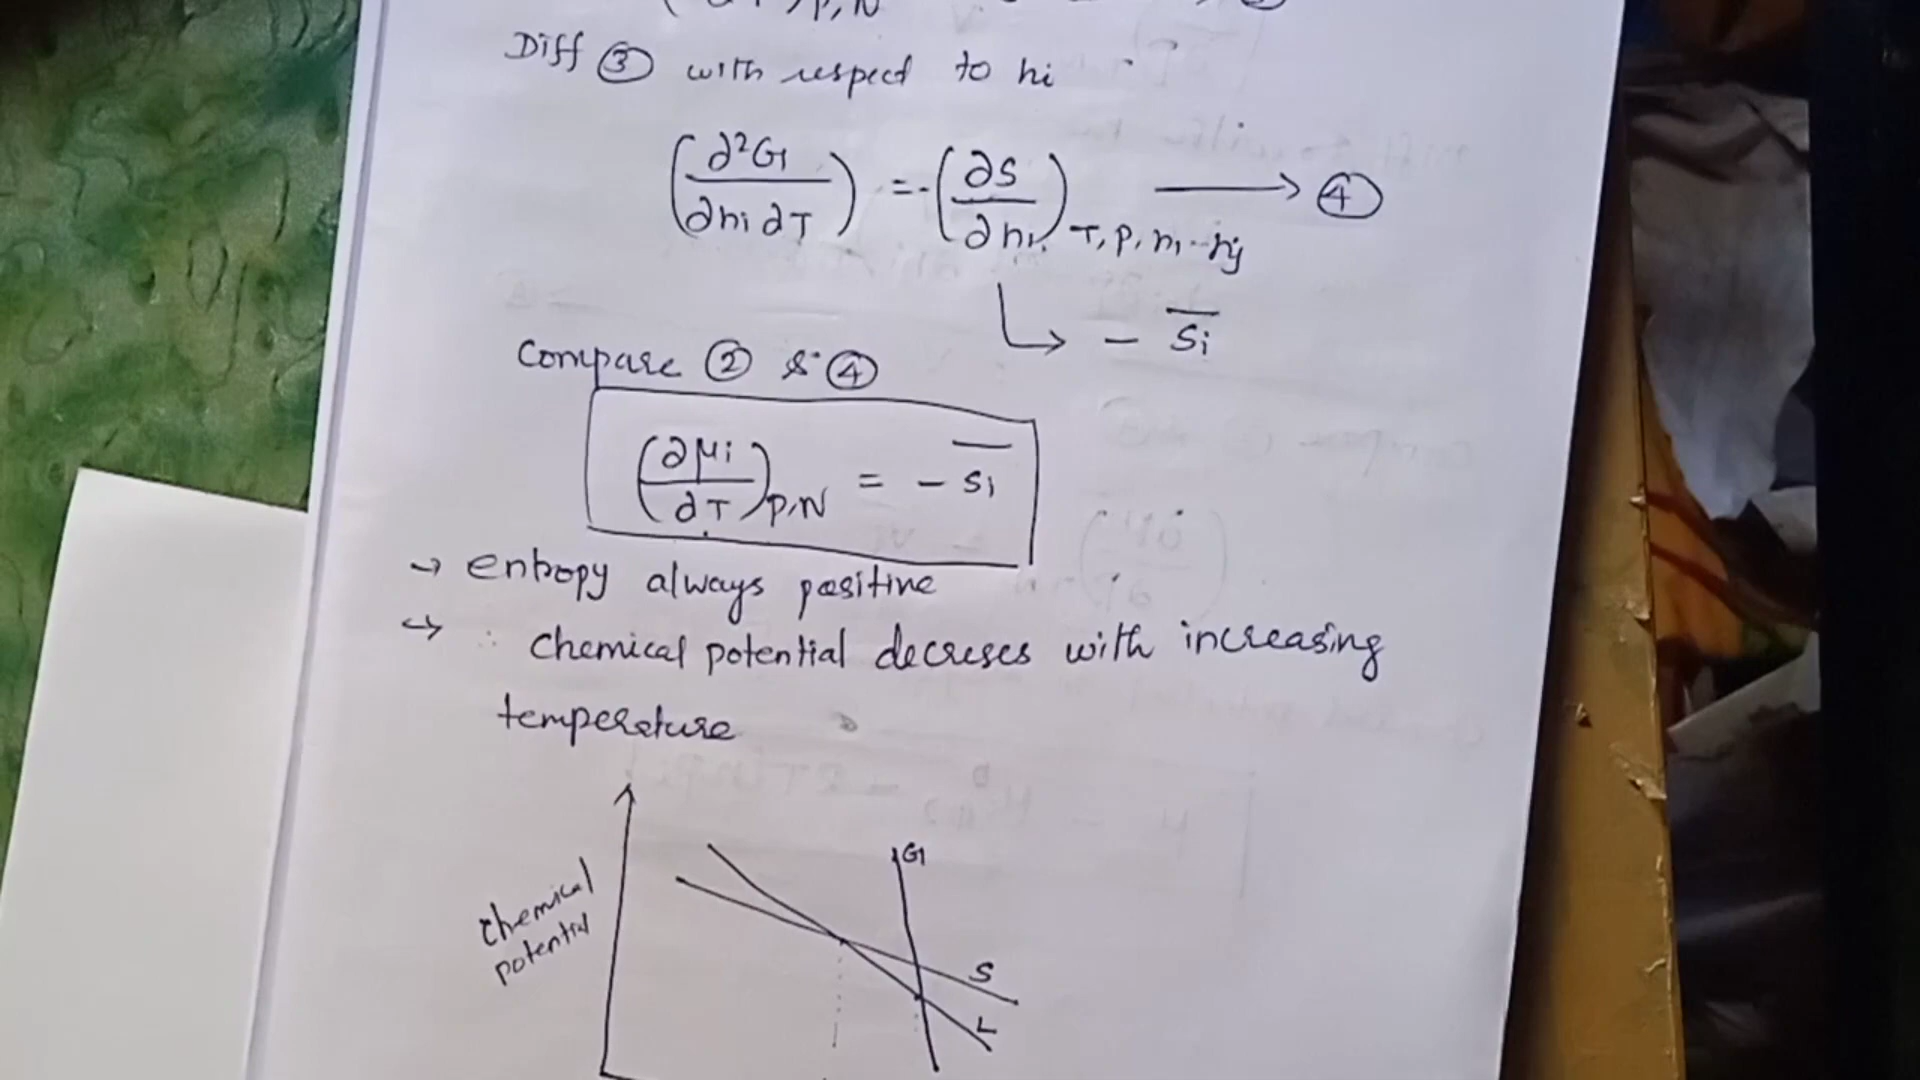 Diff ③ with respect to ni
(∂²G / ∂ni ∂T) = -(∂S / ∂ni) T, P, n1 .. nj → ④
↳ - S̅i
Compare ② & ④
(∂μi / ∂T) P,N = - S̅i
→ entropy always positive
→ ∴ chemical potential decreses with increasing
temperature
G
chemical
potential
S
L